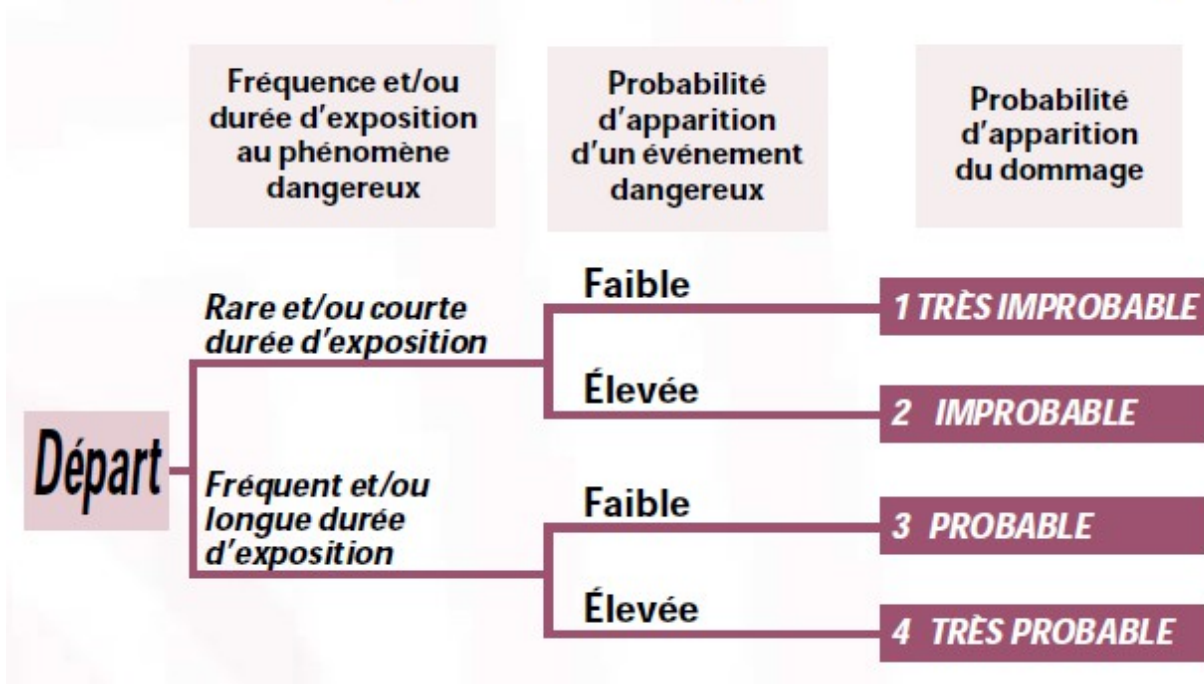 Fréquence et/ou
durée d'exposition
au phénomène
dangereux
Probabilité
d'apparition
d'un événement
dangereux
Probabilité
d'apparition
du dommage
Départ
Rare et/ou courte
durée d'exposition
Faible
1 TRÈS IMPROBABLE
Élevée
2 IMPROBABLE
Fréquent et/ou
longue durée
d'exposition
Faible
3 PROBABLE
Élevée
4 TRÈS PROBABLE